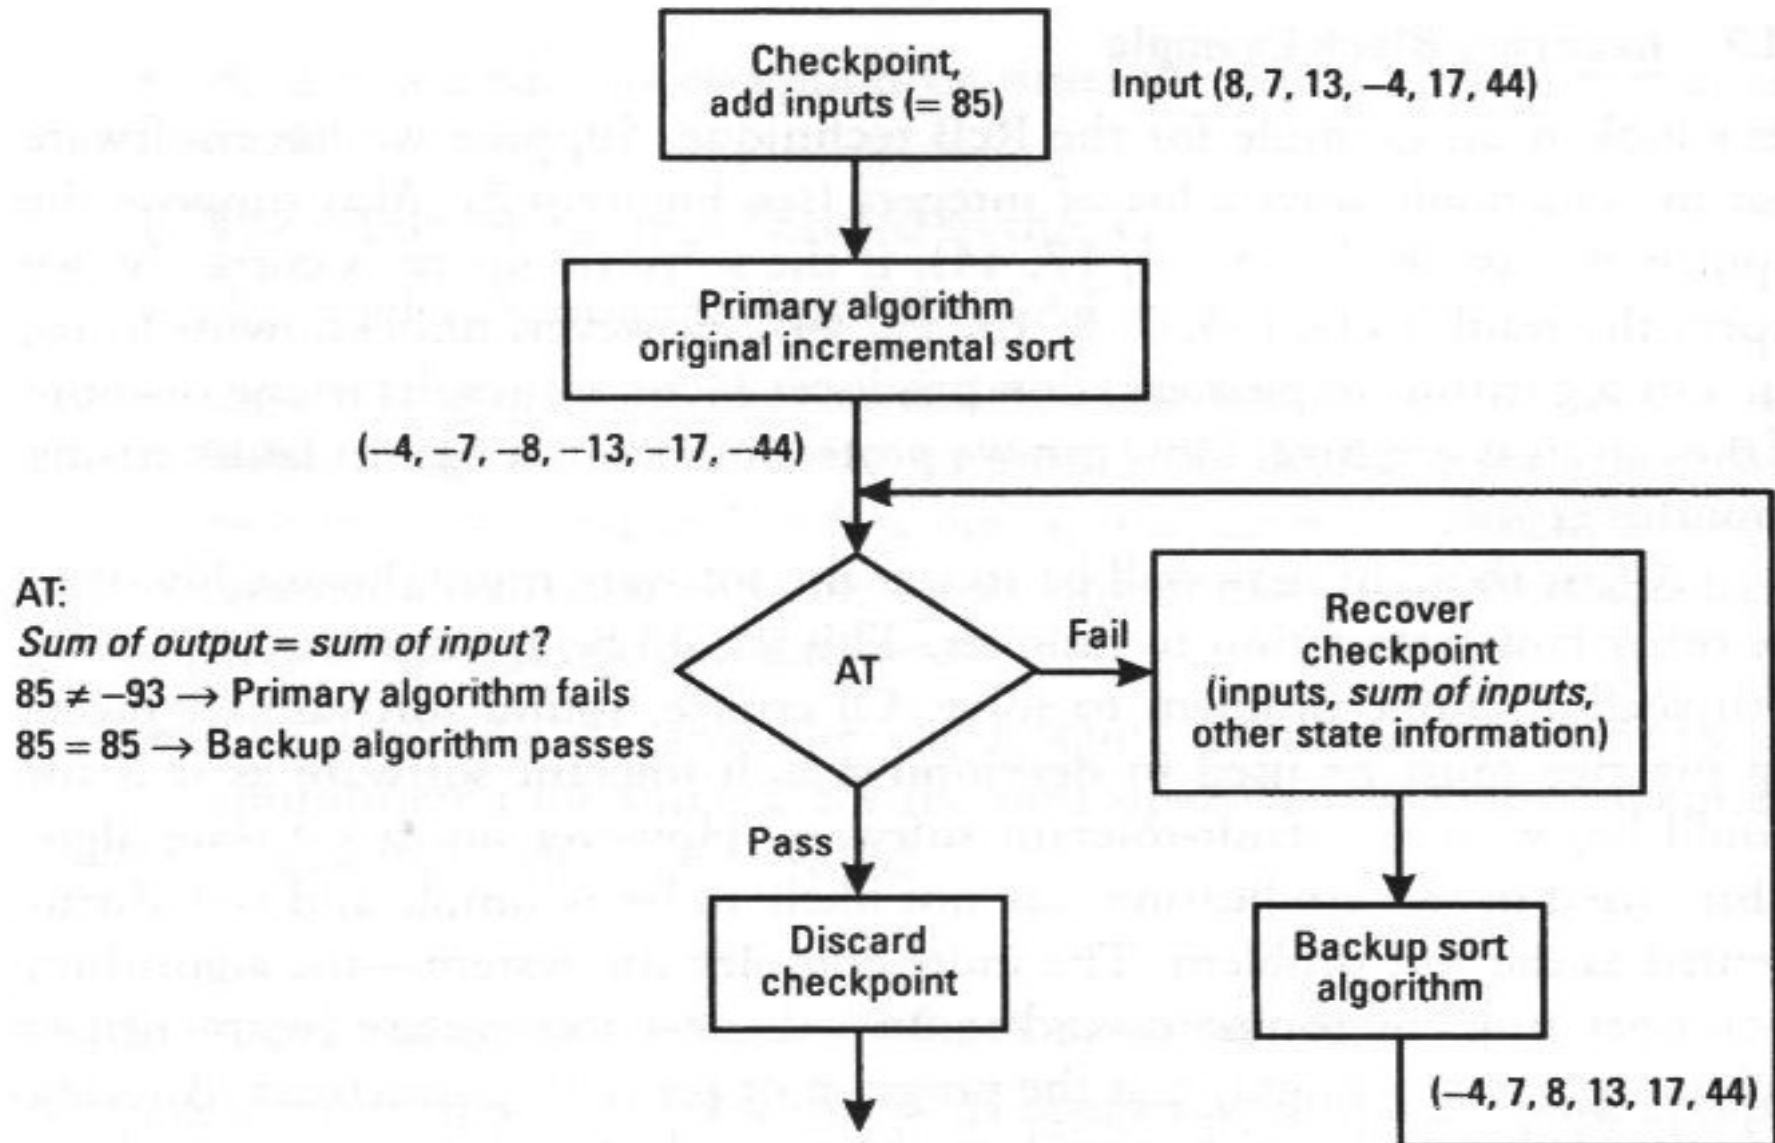 Checkpoint,
add inputs (= 85)
Input (8, 7, 13, –4, 17, 44)
Primary algorithm
original incremental sort
(–4, –7, –8, –13, –17, –44)
AT:
Sum of output = sum of input?
85 ≠ –93 → Primary algorithm fails
85 = 85 → Backup algorithm passes
AT
Fail
Recover
checkpoint
(inputs, sum of inputs,
other state information)
Pass
Discard
checkpoint
Backup sort
algorithm
(–4, 7, 8, 13, 17, 44)